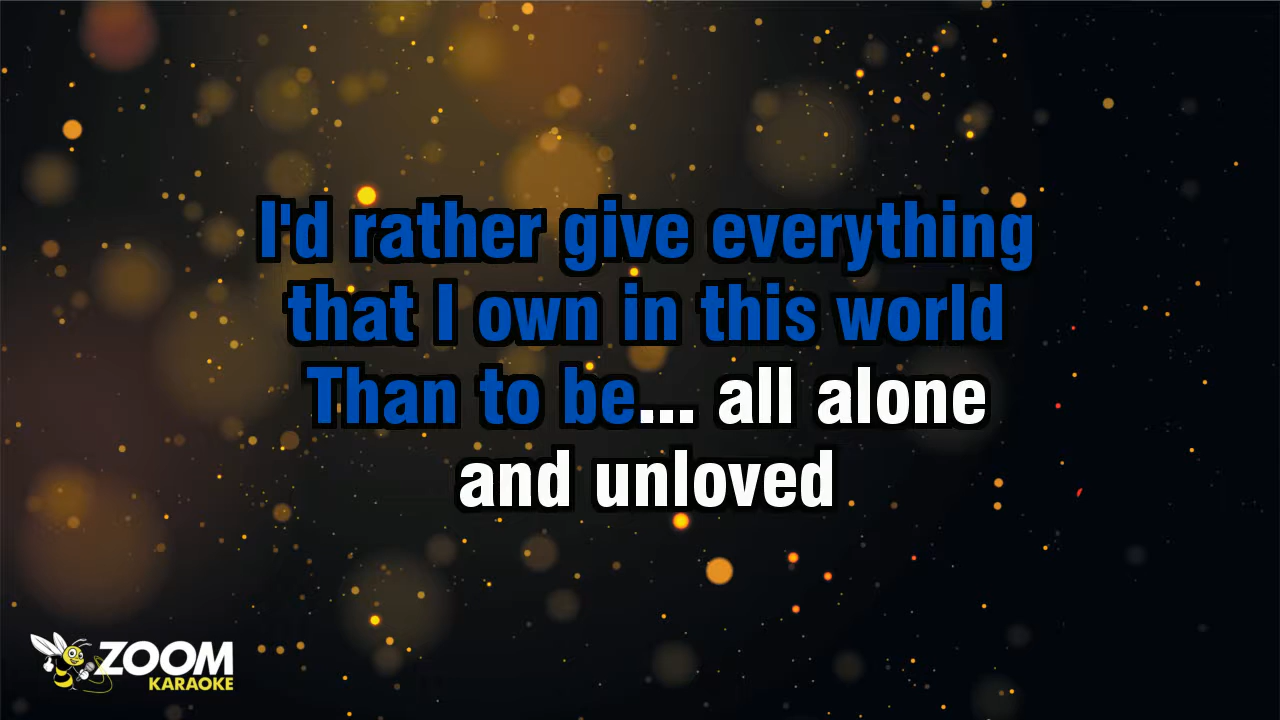 I'd rather give everything
that I own in this world
Than to be... all alone
and unloved
ZOOM
KARAOKE